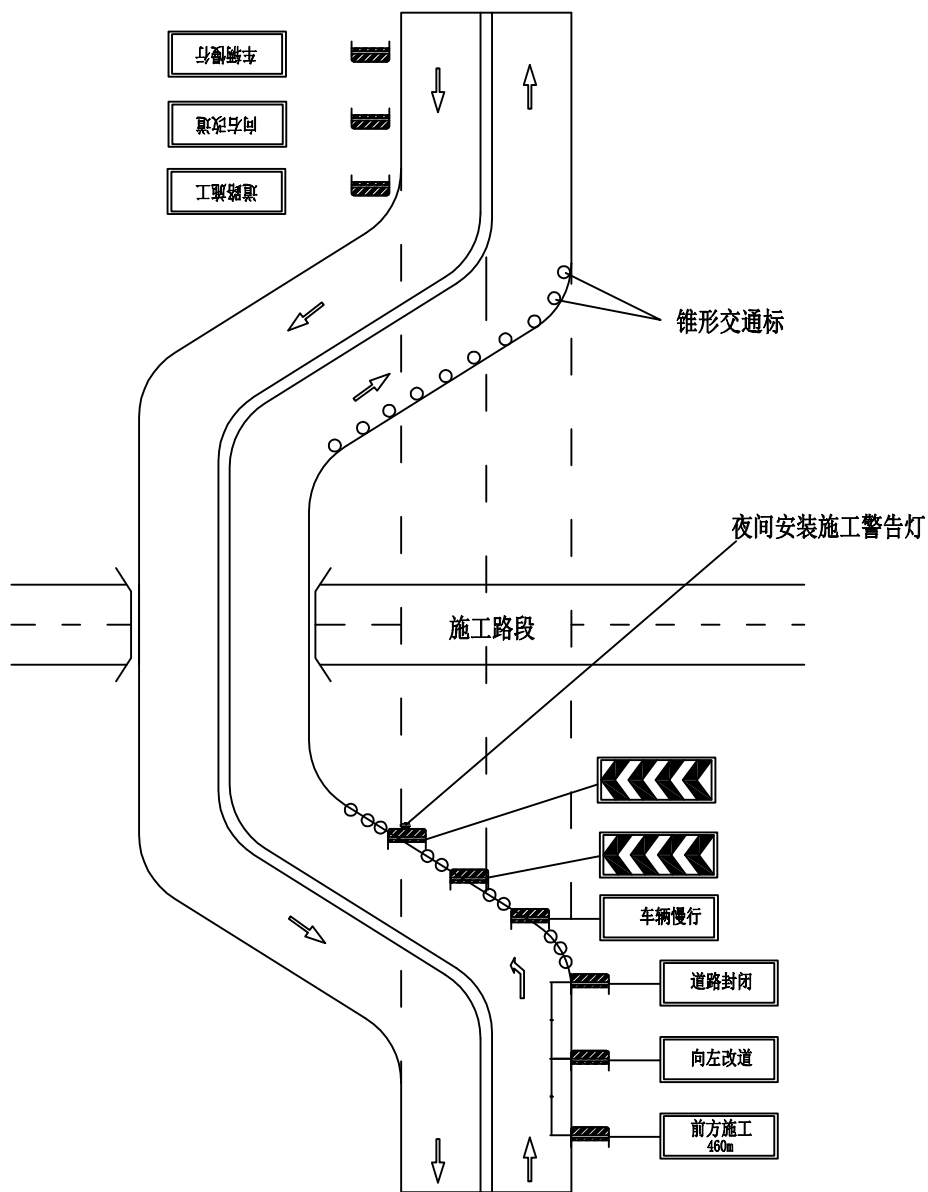 车辆慢行
向右改道
道路施工
锥形交通标
夜间安装施工警告灯
施工路段
车辆慢行
道路封闭
向左改道
前方施工
460m